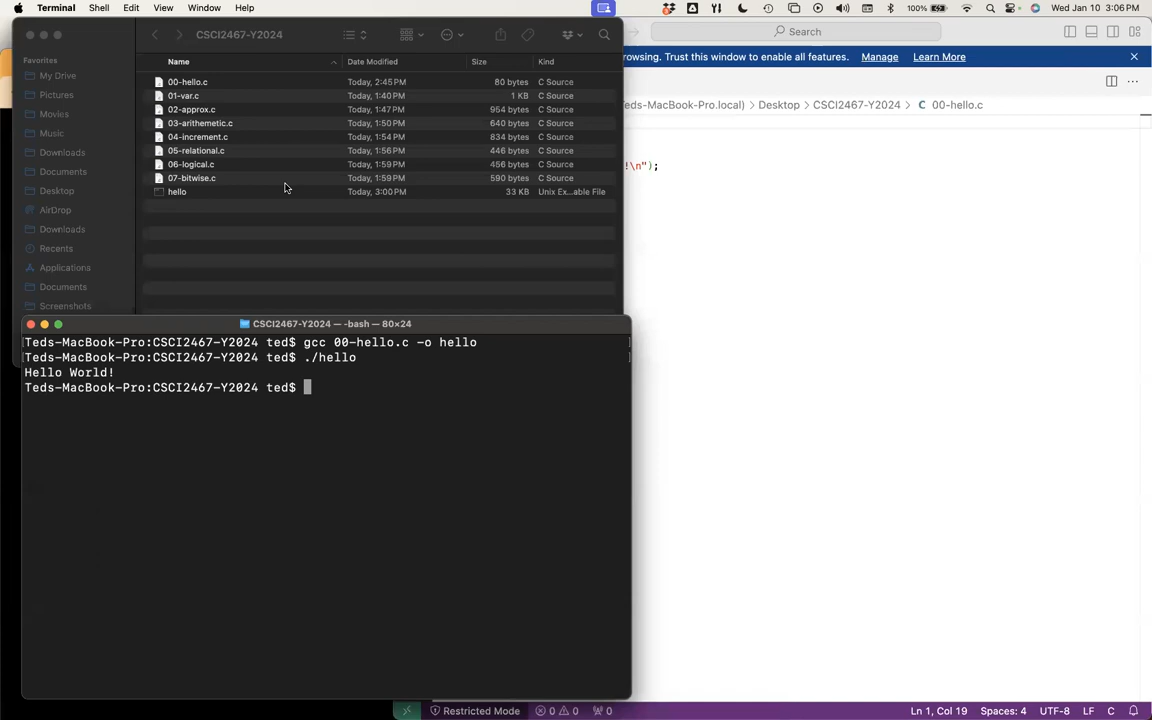 Terminal Shell Edit View Window Help 100% Wed Jan 10 3:06 PM
CSCI2467-Y2024
Search
Favorites
My Drive
Pictures
Movies
Music
Downloads
Documents
Desktop
AirDrop
Downloads
Recents
Applications
Documents
Screenshots
Name Date Modified Size Kind
00-hello.c Today, 2:45 PM 80 bytes C Source
01-var.c Today, 1:40 PM 1 KB C Source
02-approx.c Today, 1:47 PM 954 bytes C Source
03-arithemetic.c Today, 1:50 PM 640 bytes C Source
04-increment.c Today, 1:54 PM 834 bytes C Source
05-relational.c Today, 1:56 PM 446 bytes C Source
06-logical.c Today, 1:59 PM 456 bytes C Source
07-bitwise.c Today, 1:59 PM 590 bytes C Source
hello Today, 3:00 PM 33 KB Unix Ex...able File
rowsing. Trust this window to enable all features. Manage Learn More
eds-MacBook-Pro.local) > Desktop > CSCI2467-Y2024 > C 00-hello.c
!\n");
CSCI2467-Y2024 — -bash — 80×24
Teds-MacBook-Pro:CSCI2467-Y2024 ted$ gcc 00-hello.c -o hello
Teds-MacBook-Pro:CSCI2467-Y2024 ted$ ./hello
Hello World!
Teds-MacBook-Pro:CSCI2467-Y2024 ted$
Restricted Mode 0 0 0 Ln 1, Col 19 Spaces: 4 UTF-8 LF C